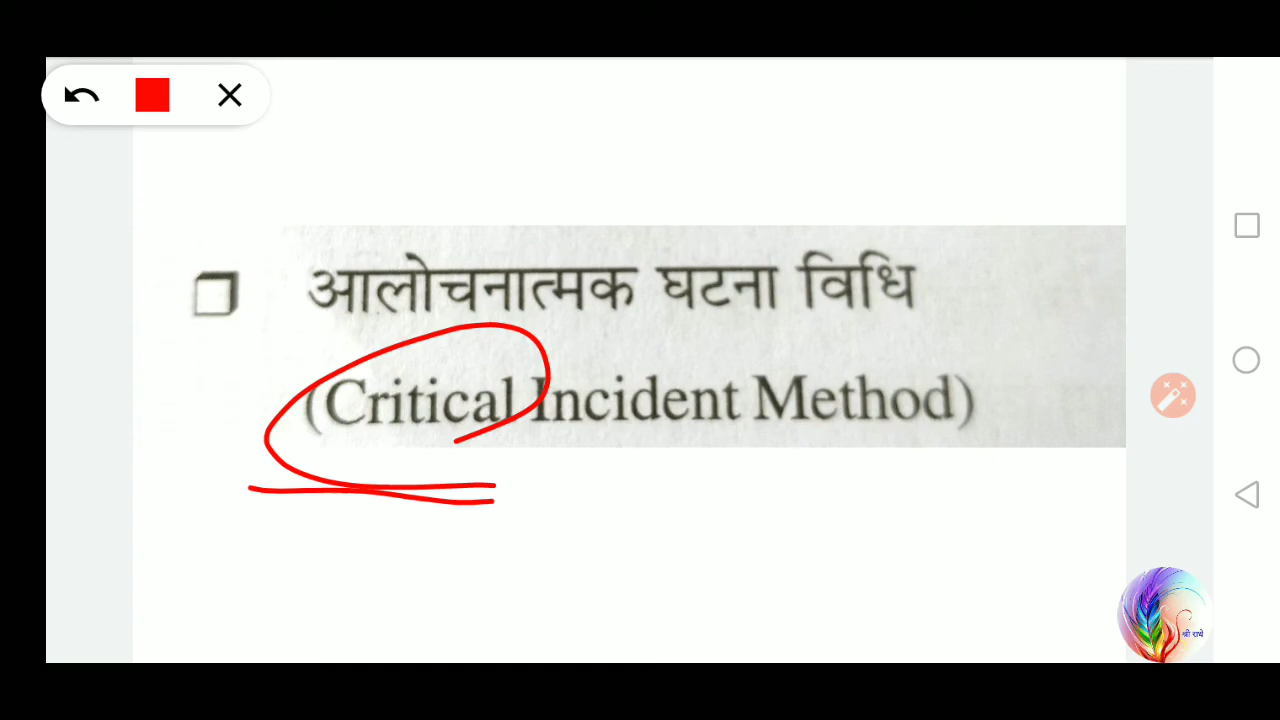 आलोचनात्मक घटना विधि
(Critical Incident Method)
श्री राधे